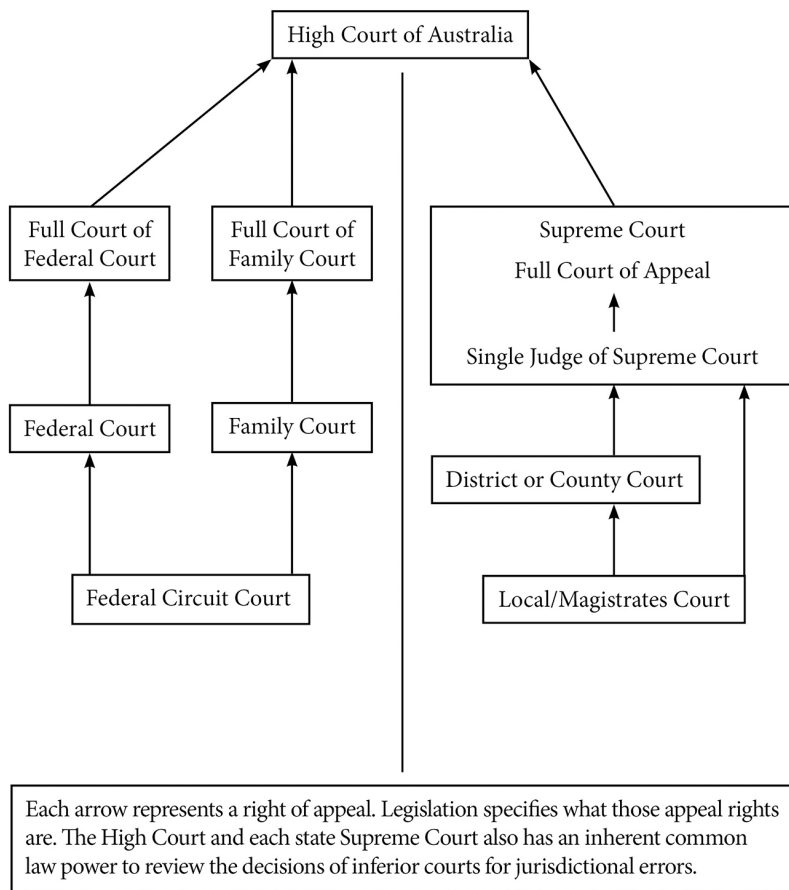 High Court of Australia
Full Court of
Federal Court
Full Court of
Family Court
Supreme Court
Full Court of Appeal
Single Judge of Supreme Court
Federal Court
Family Court
District or County Court
Federal Circuit Court
Local/Magistrates Court
Each arrow represents a right of appeal. Legislation specifies what those appeal rights
are. The High Court and each state Supreme Court also has an inherent common
law power to review the decisions of inferior courts for jurisdictional errors.